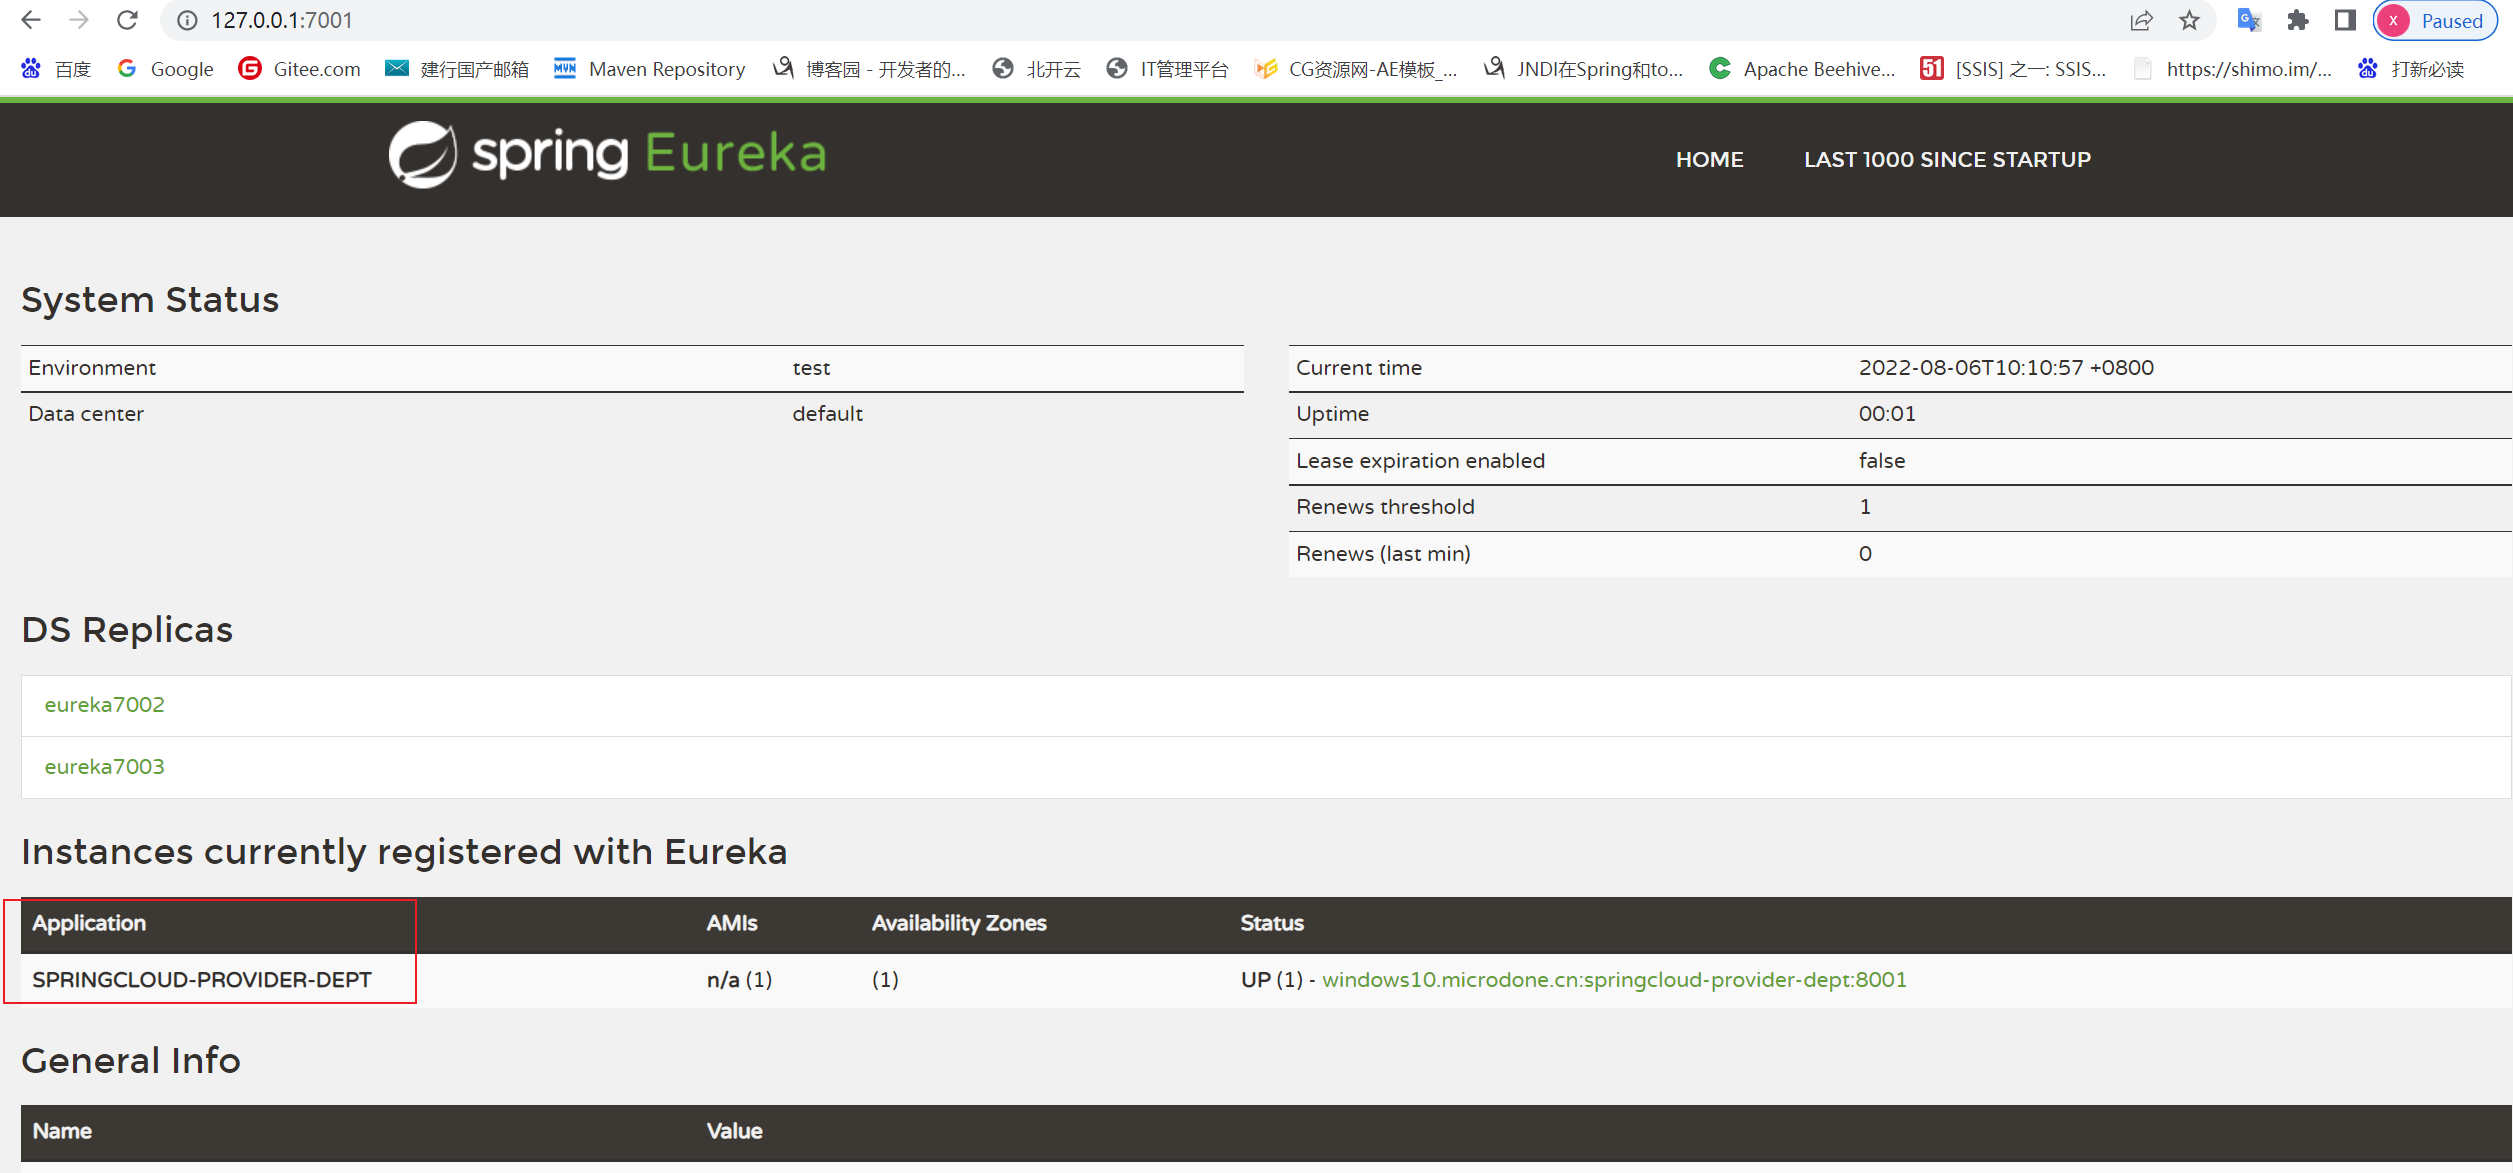 127.0.0.1:7001
Paused
百度
Google
Gitee.com
建行国产邮箱
Maven Repository
博客园 - 开发者的...
北开云
IT管理平台
CG资源网-AE模板_...
JNDI在Spring和to...
Apache Beehive...
[SSIS] 之一: SSIS...
https://shimo.im/...
打新必读
spring Eureka
HOME
LAST 1000 SINCE STARTUP
System Status
Environment test
Data center default
Current time 2022-08-06T10:10:57 +0800
Uptime 00:01
Lease expiration enabled false
Renews threshold 1
Renews (last min) 0
DS Replicas
eureka7002
eureka7003
Instances currently registered with Eureka
Application AMIs Availability Zones Status
SPRINGCLOUD-PROVIDER-DEPT n/a (1) (1) UP (1) - windows10.microdone.cn:springcloud-provider-dept:8001
General Info
Name Value